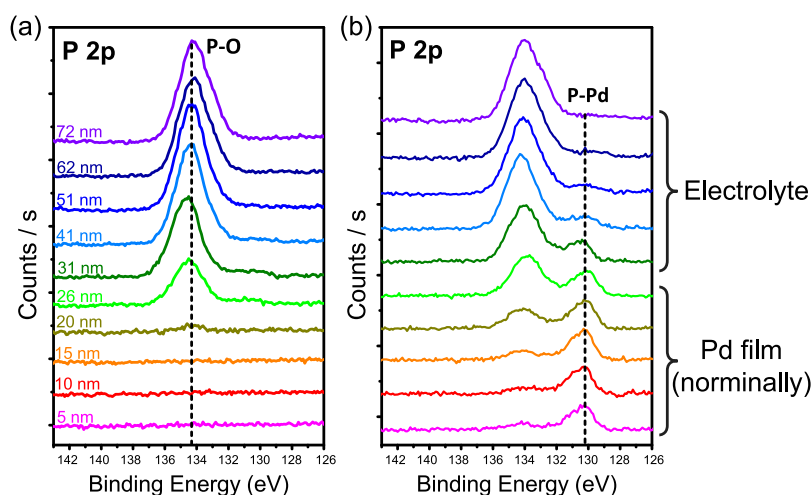 (a)
P 2p
P-O
72 nm
62 nm
51 nm
41 nm
31 nm
26 nm
20 nm
15 nm
10 nm
5 nm
Counts / s
142 140 138 136 134 132 130 128 126
Binding Energy (eV)
(b)
P 2p
P-Pd
Counts / s
142 140 138 136 134 132 130 128 126
Binding Energy (eV)
Electrolyte
Pd film
(norminally)